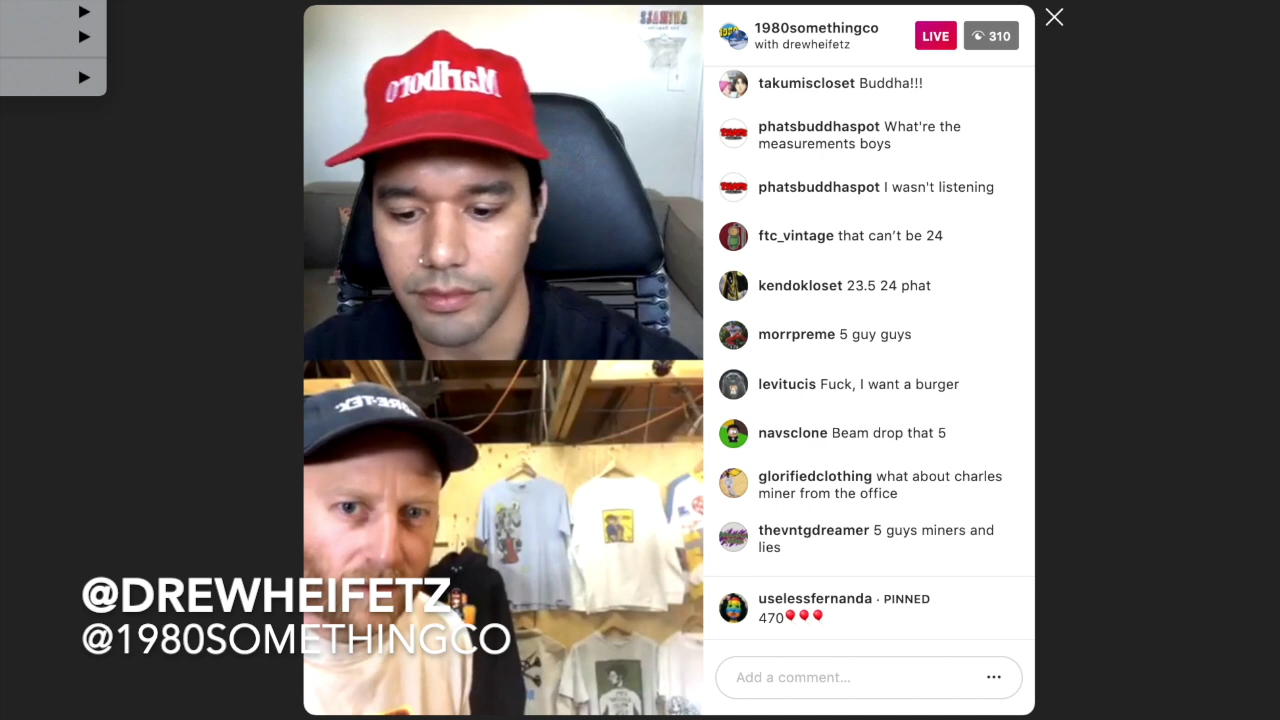 Marlboro
GORE-TEX
1980somethingco
with drewheifetz
LIVE
310
takumiscloset Buddha!!!
phatsbuddhaspot What're the
measurements boys
phatsbuddhaspot I wasn't listening
ftc_vintage that can’t be 24
kendokloset 23.5 24 phat
morrpreme 5 guy guys
levitucis Fuck, I want a burger
navsclone Beam drop that 5
glorifiedclothing what about charles
miner from the office
thevntgdreamer 5 guys miners and
lies
uselessfernanda · PINNED
470🎈🎈🎈
Add a comment...
@DREWHEIFETZ
@1980SOMETHINGCO